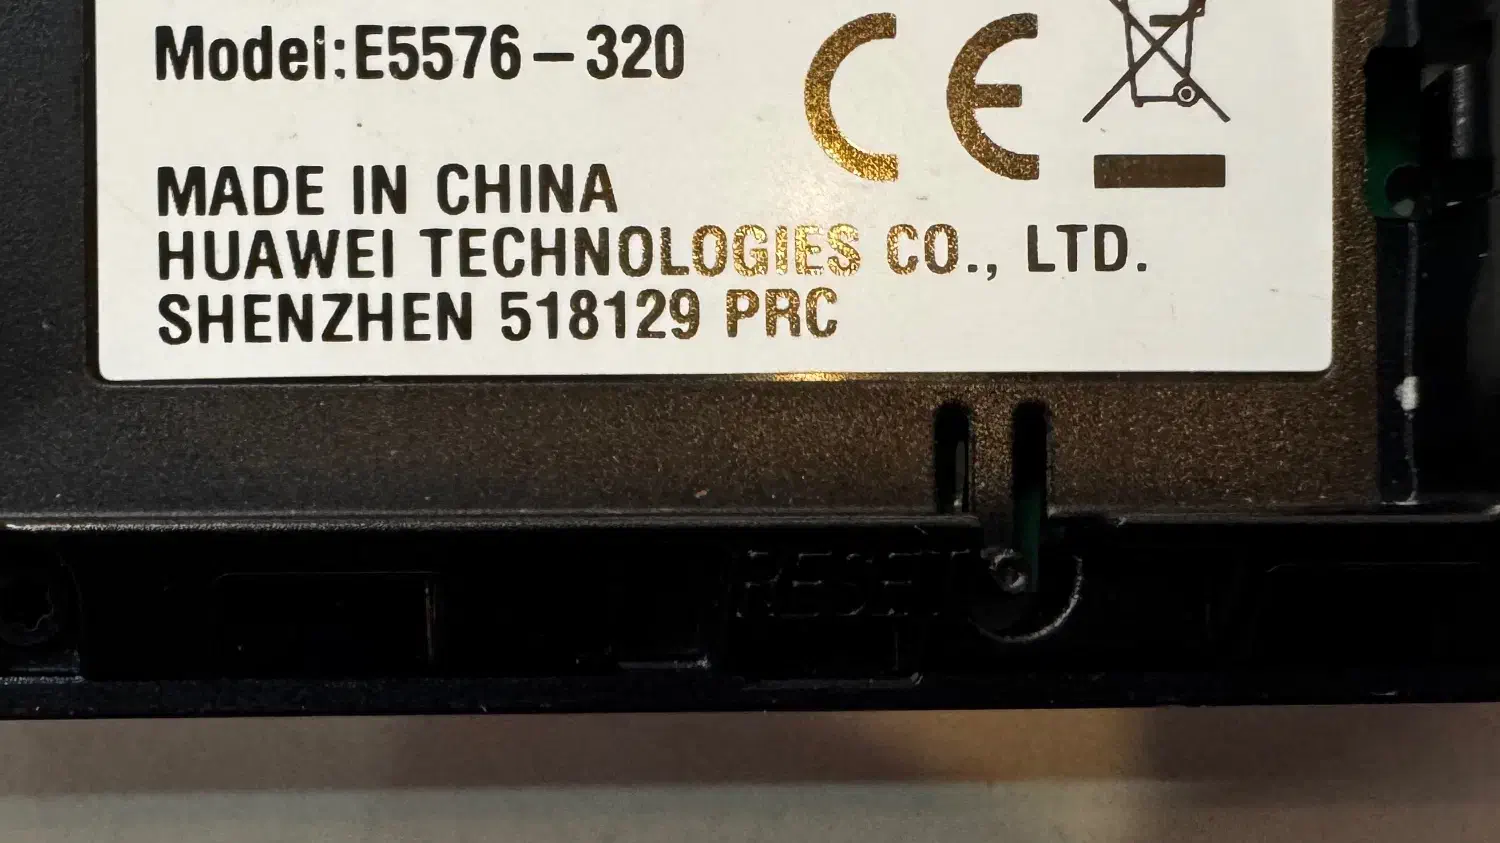 Model:E5576-320
CE
MADE IN CHINA
HUAWEI TECHNOLOGIES CO., LTD.
SHENZHEN 518129 PRC
RESET